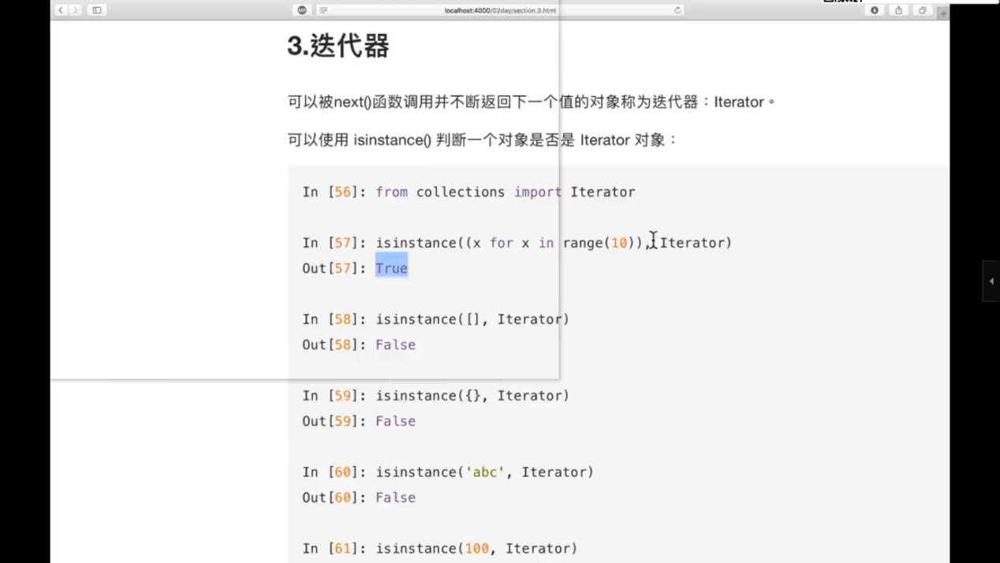 localhost:4000/02day/section.3.html
3.迭代器
可以被next()函数调用并不断返回下一个值的对象称为迭代器：Iterator。
可以使用 isinstance() 判断一个对象是否是 Iterator 对象：
In [56]: from collections import Iterator
In [57]: isinstance((x for x in range(10)), Iterator)
Out[57]: True
In [58]: isinstance([], Iterator)
Out[58]: False
In [59]: isinstance({}, Iterator)
Out[59]: False
In [60]: isinstance('abc', Iterator)
Out[60]: False
In [61]: isinstance(100, Iterator)